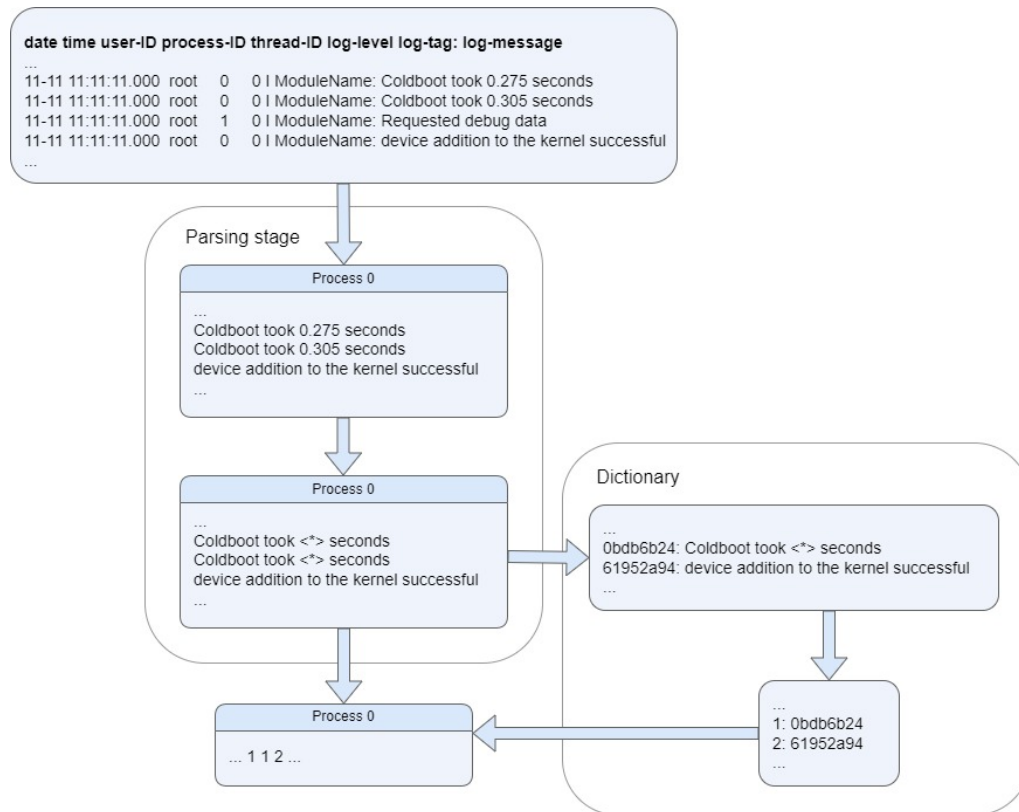 date time user-ID process-ID thread-ID log-level log-tag: log-message
...
11-11 11:11:11.000 root 0 0 I ModuleName: Coldboot took 0.275 seconds
11-11 11:11:11.000 root 0 0 I ModuleName: Coldboot took 0.305 seconds
11-11 11:11:11.000 root 1 0 I ModuleName: Requested debug data
11-11 11:11:11.000 root 0 0 I ModuleName: device addition to the kernel successful
...
Parsing stage
Process 0
...
Coldboot took 0.275 seconds
Coldboot took 0.305 seconds
device addition to the kernel successful
...
Process 0
...
Coldboot took <*> seconds
Coldboot took <*> seconds
device addition to the kernel successful
...
Dictionary
...
0bdb6b24: Coldboot took <*> seconds
61952a94: device addition to the kernel successful
...
...
1: 0bdb6b24
2: 61952a94
...
Process 0
... 1 1 2 ...